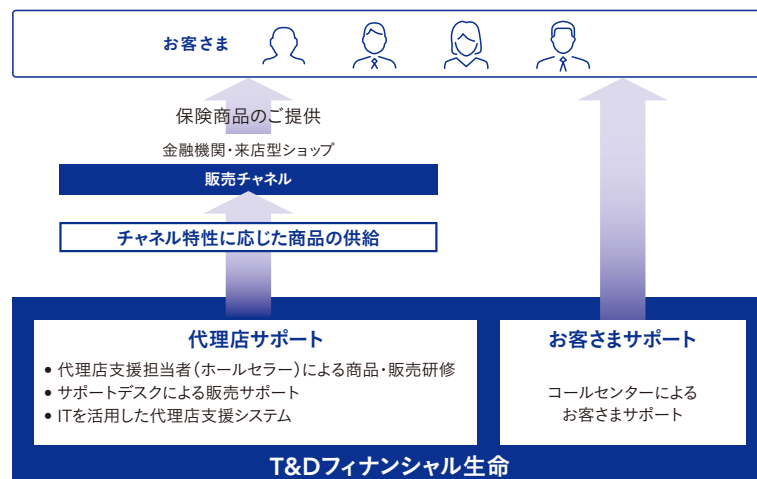 お客さま
保険商品のご提供
金融機関・来店型ショップ
販売チャネル
チャネル特性に応じた商品の供給
代理店サポート
• 代理店支援担当者（ホールセラー）による商品・販売研修
• サポートデスクによる販売サポート
• ITを活用した代理店支援システム
お客さまサポート
コールセンターによる
お客さまサポート
T&Dフィナンシャル生命